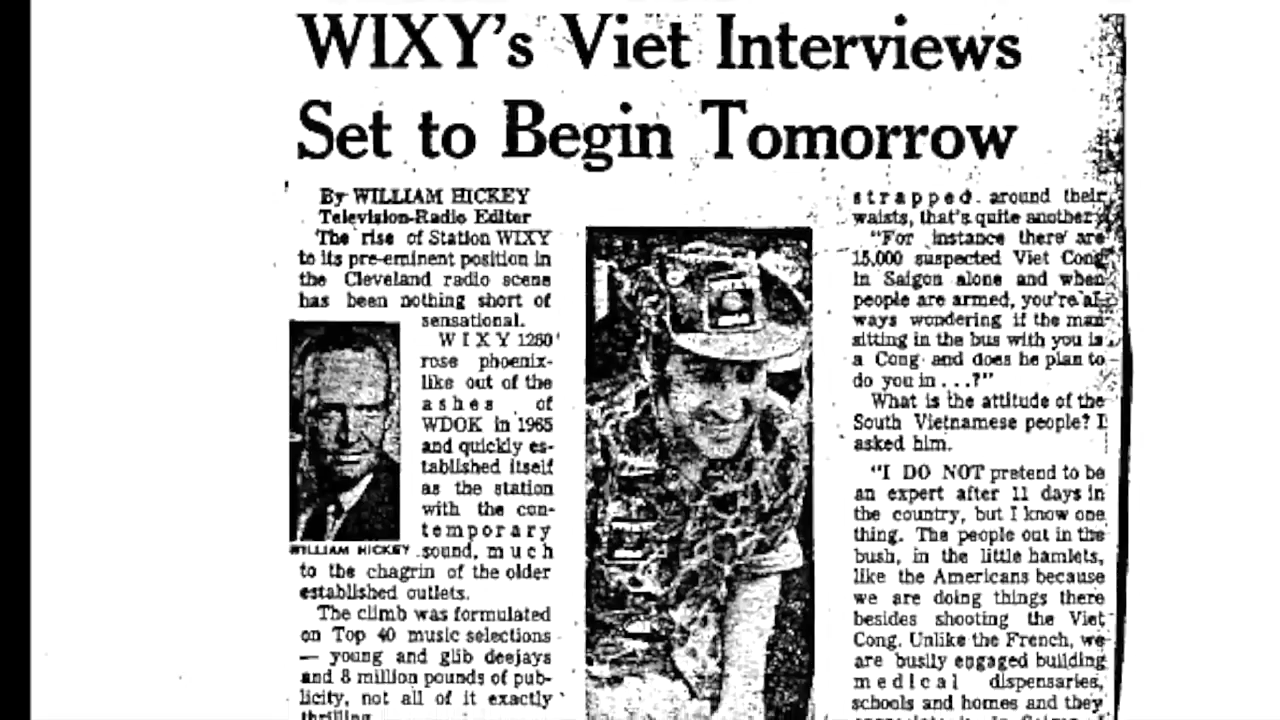 WIXY's Viet Interviews
Set to Begin Tomorrow
By WILLIAM HICKEY
Television-Radio Editor
The rise of Station WIXY
to its pre-eminent position in
the Cleveland radio scene
has been nothing short of
sensational.
WIXY 1260
rose phoenix-
like out of the
ashes of
WDOK in 1965
and quickly es-
tablished itself
as the station
with the con-
temporary
sound, much
WILLIAM HICKEY
to the chagrin of the older
established outlets.
The climb was formulated
on Top 40 music selections
— young and glib deejays
and 8 million pounds of pub-
licity, not all of it exactly
thrilling
strapped around their
waists, that's quite another
"For instance there are
15,000 suspected Viet Cong
in Saigon alone and when
people are armed, you're al-
ways wondering if the man
sitting in the bus with you is
a Cong and does he plan to
do you in . . .?"
What is the attitude of the
South Vietnamese people? I
asked him.
"I DO NOT pretend to be
an expert after 11 days in
the country, but I know one
thing. The people out in the
bush, in the little hamlets,
like the Americans because
we are doing things there
besides shooting the Viet
Cong. Unlike the French, we
are busily engaged building
medical dispensaries,
schools and homes and they